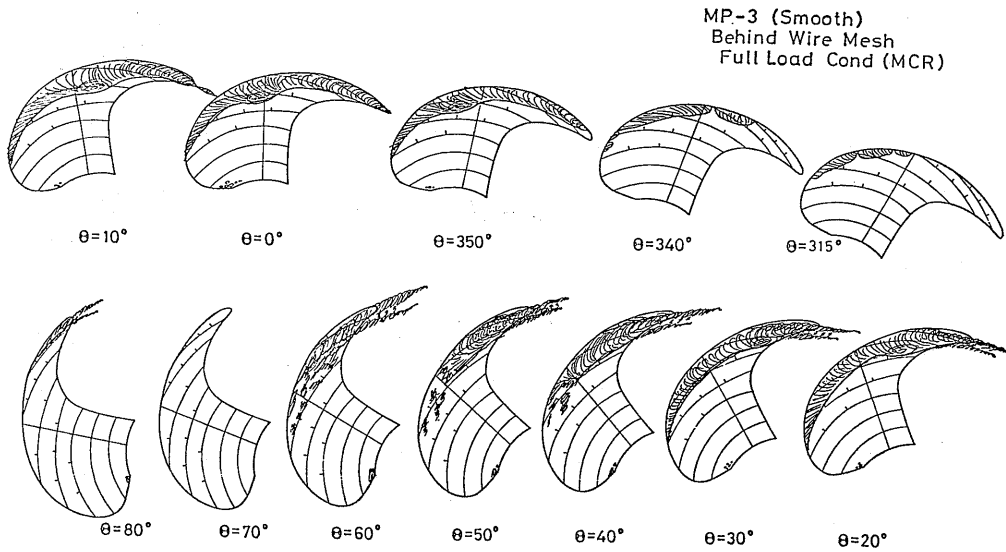 MP-3 (Smooth)
Behind Wire Mesh
Full Load Cond (MCR)
θ=10°
θ=0°
θ=350°
θ=340°
θ=315°
θ=80°
θ=70°
θ=60°
θ=50°
θ=40°
θ=30°
θ=20°